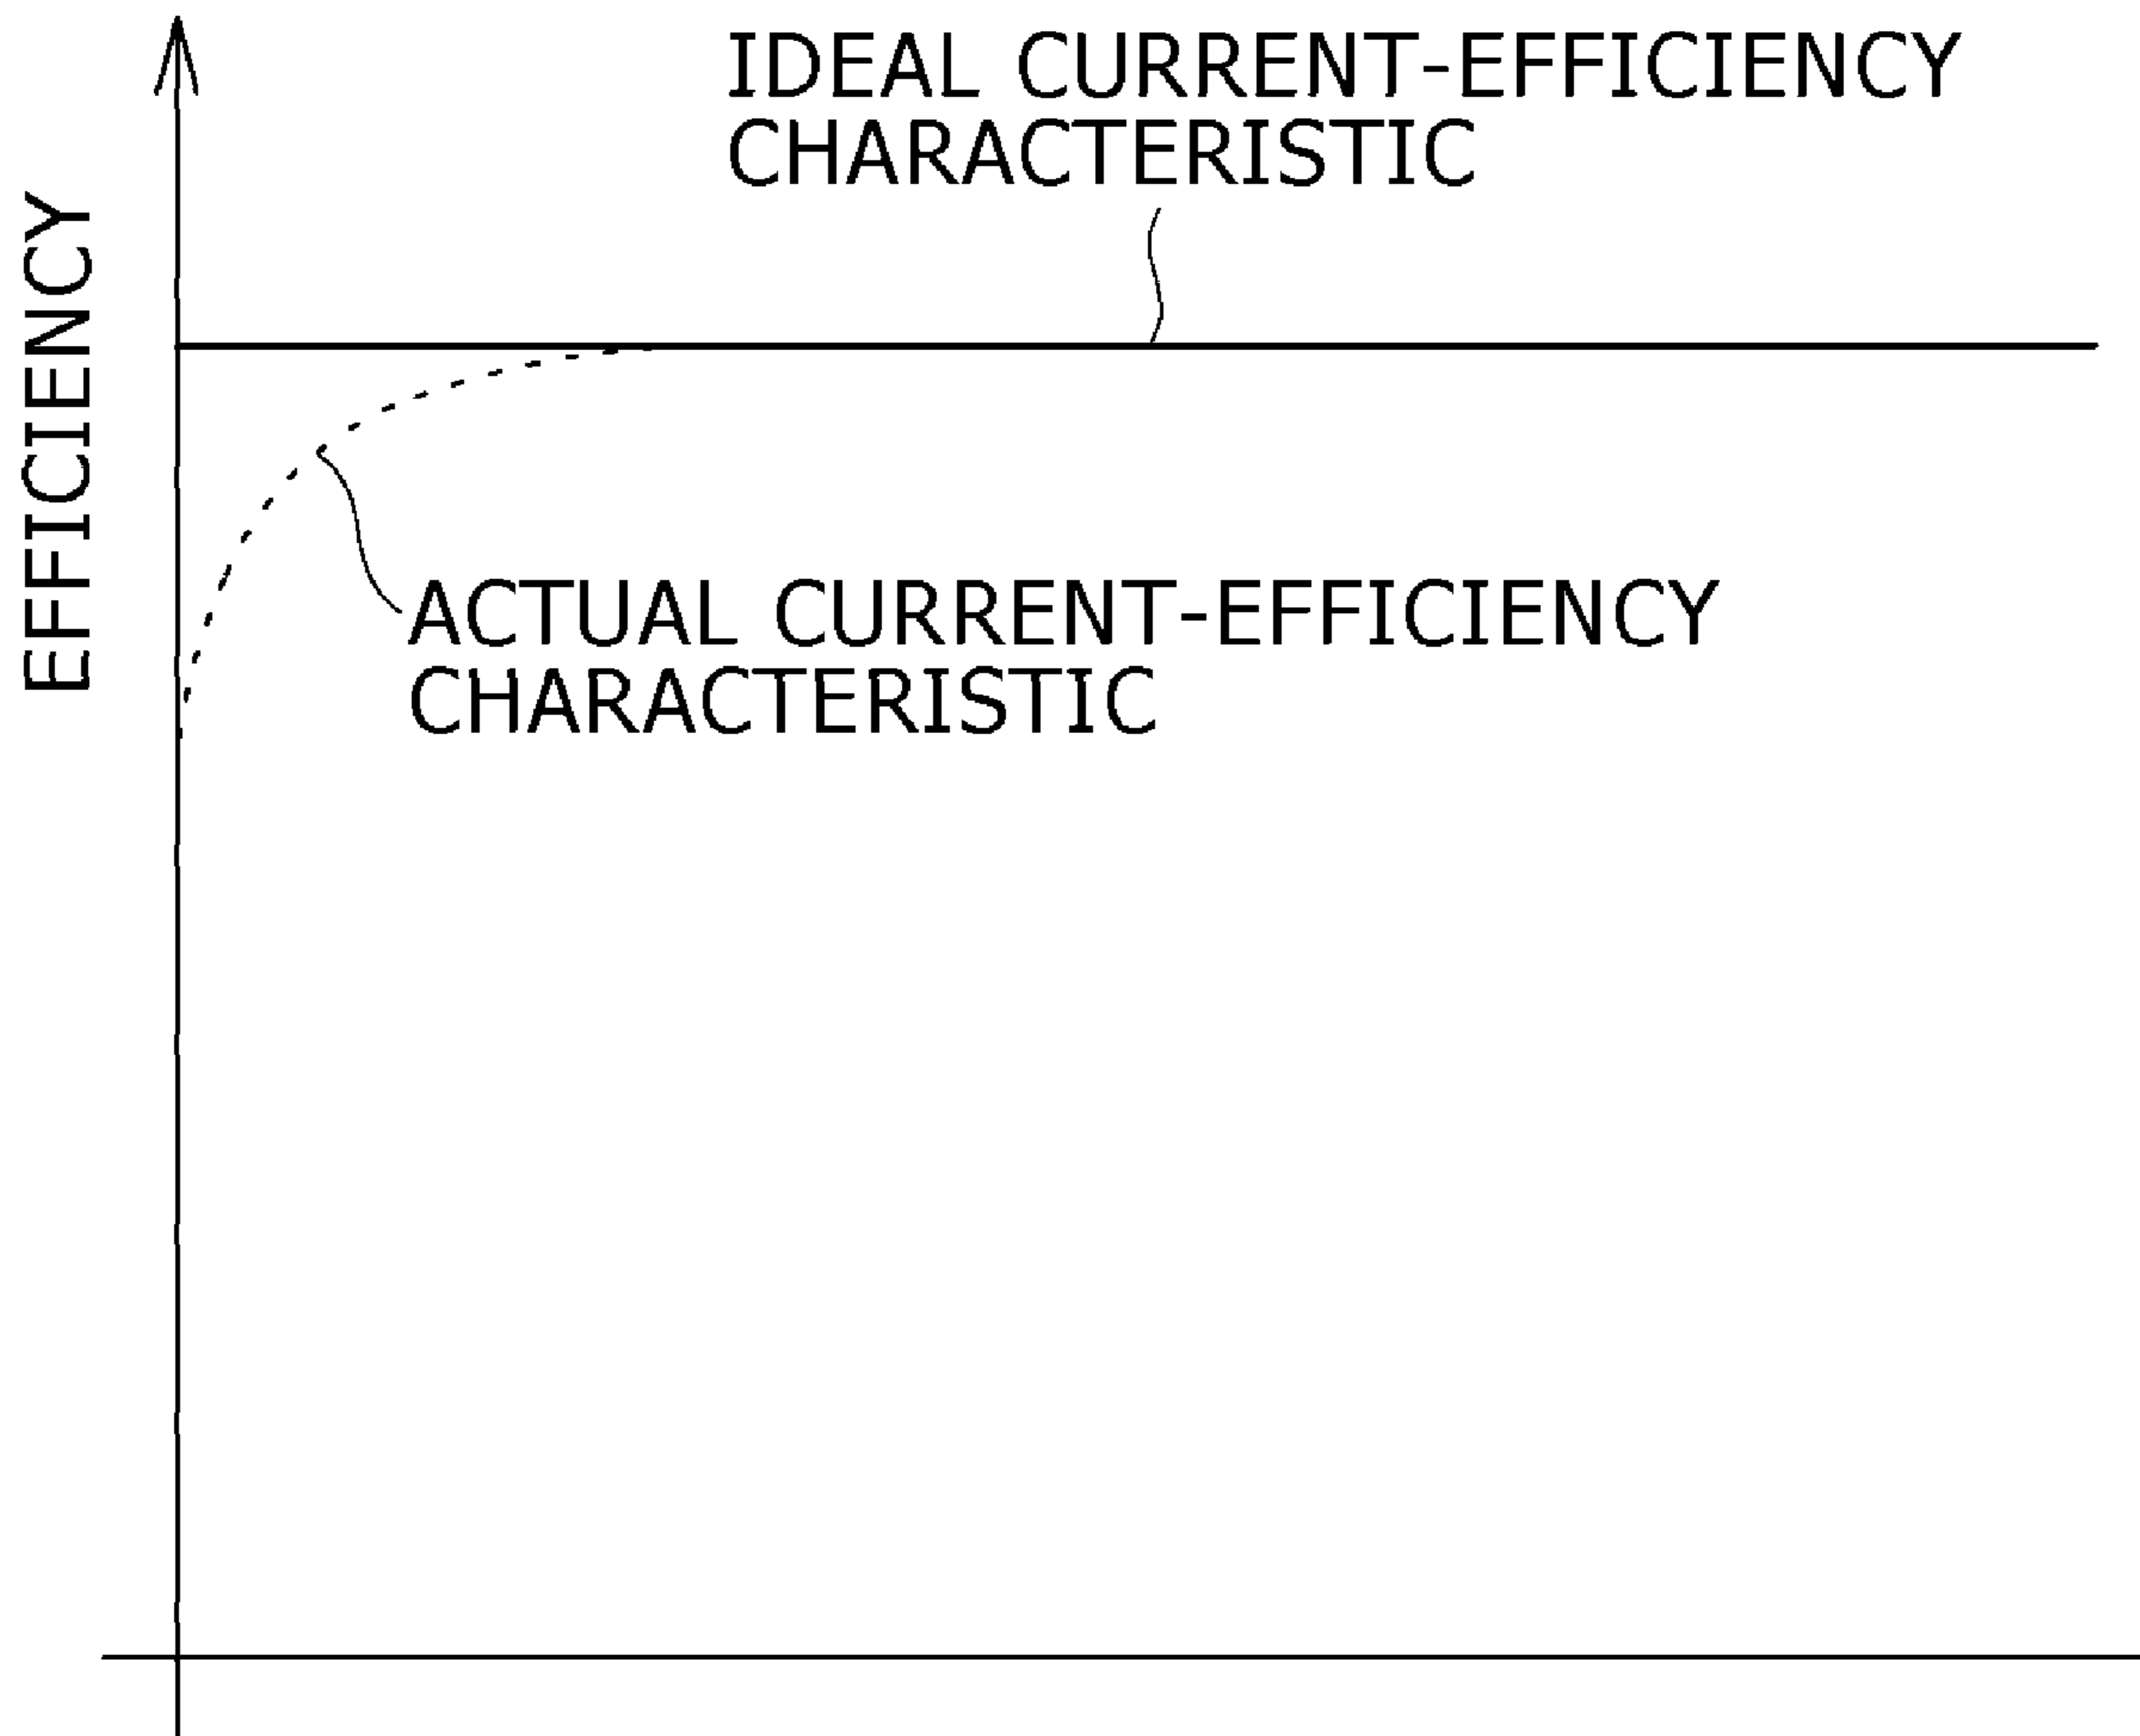 IDEAL CURRENT-EFFICIENCY
CHARACTERISTIC
EFFICIENCY
ACTUAL CURRENT-EFFICIENCY
CHARACTERISTIC